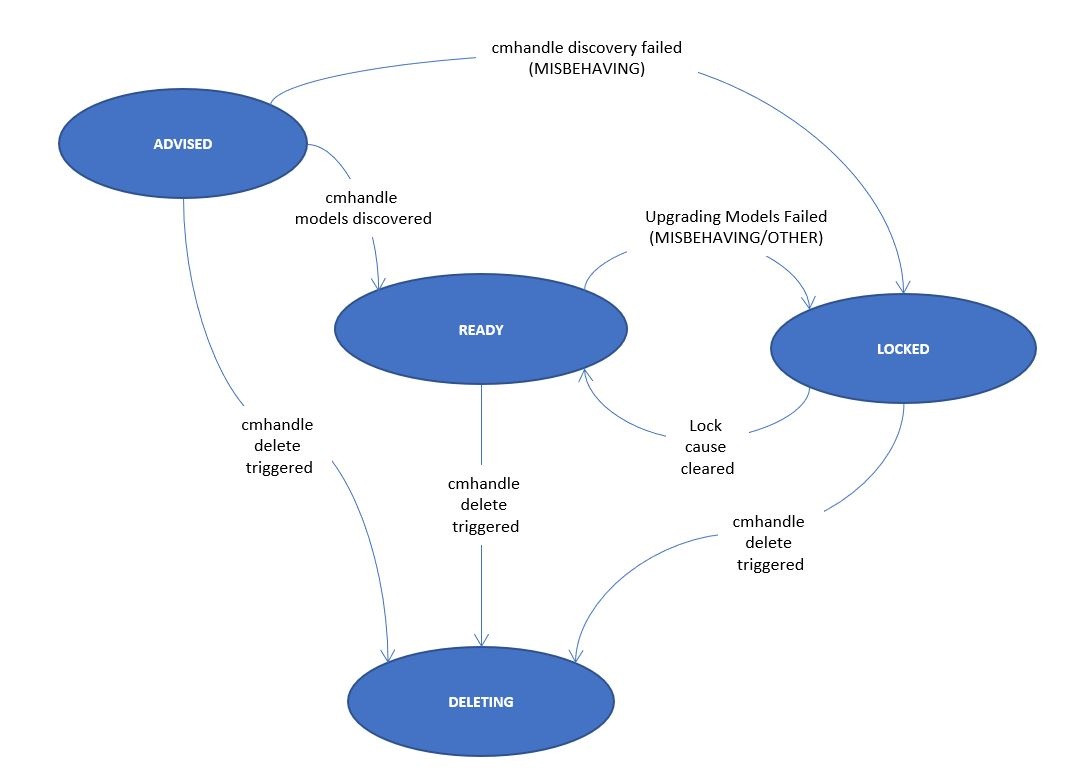 cmhandle discovery failed
(MISBEHAVING)
ADVISED
cmhandle
models discovered
Upgrading Models Failed
(MISBEHAVING/OTHER)
READY
LOCKED
cmhandle
delete
triggered
Lock
cause
cleared
cmhandle
delete
triggered
cmhandle
delete
triggered
DELETING